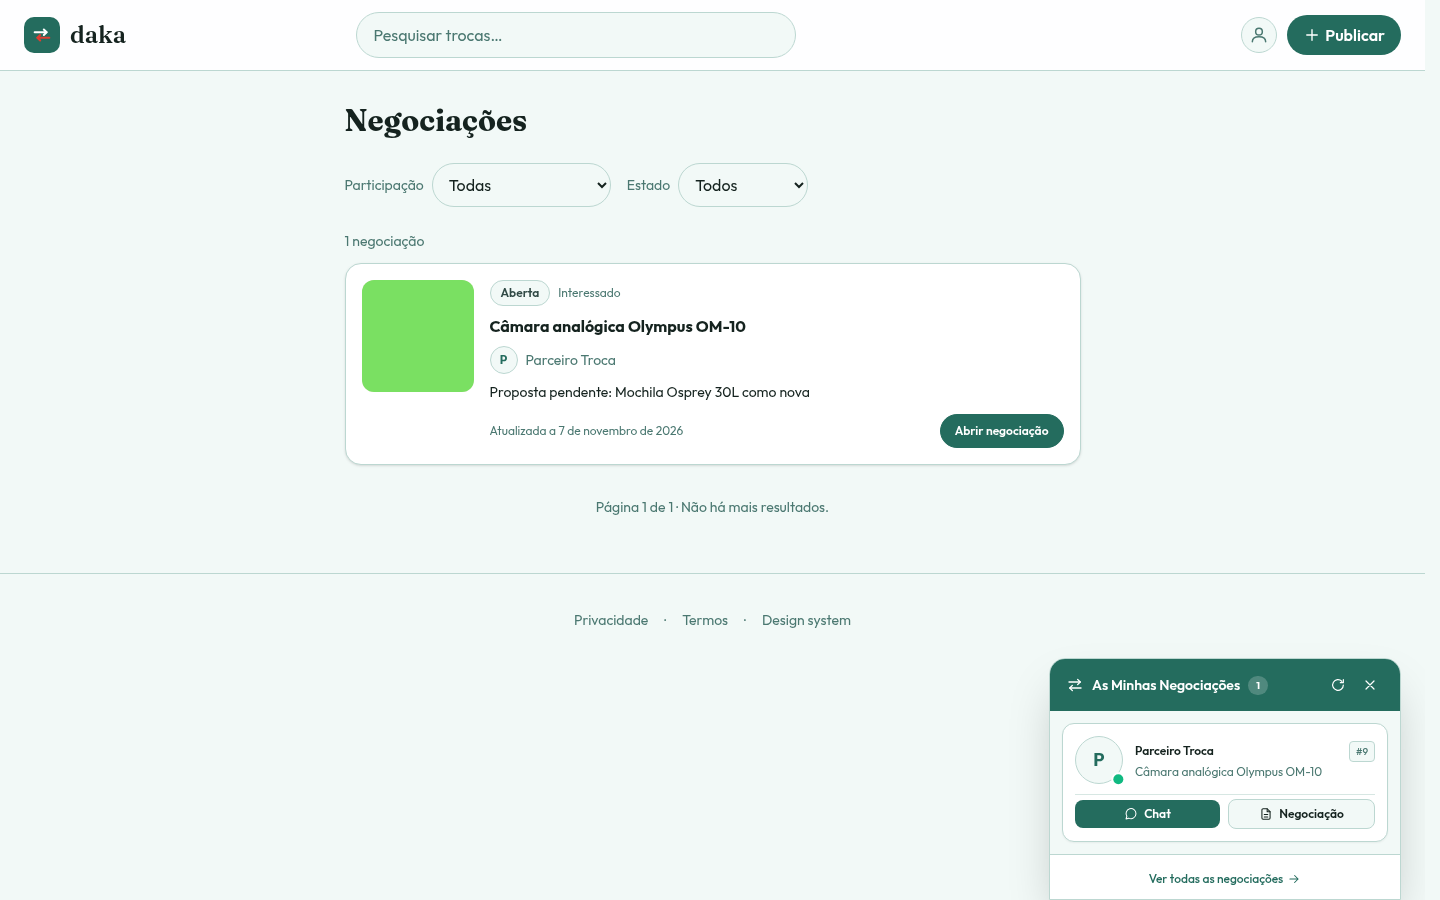 daka
Pesquisar trocas...
Publicar
Negociações
Participação
Todas
Estado
Todos
1 negociação
Aberta
Interessado
Câmara analógica Olympus OM-10
P
Parceiro Troca
Proposta pendente: Mochila Osprey 30L como nova
Atualizada a 7 de novembro de 2026
Abrir negociação
Página 1 de 1 · Não há mais resultados.
Privacidade · Termos · Design system
As Minhas Negociações 1
P
Parceiro Troca
#9
Câmara analógica Olympus OM-10
Chat
Negociação
Ver todas as negociações →